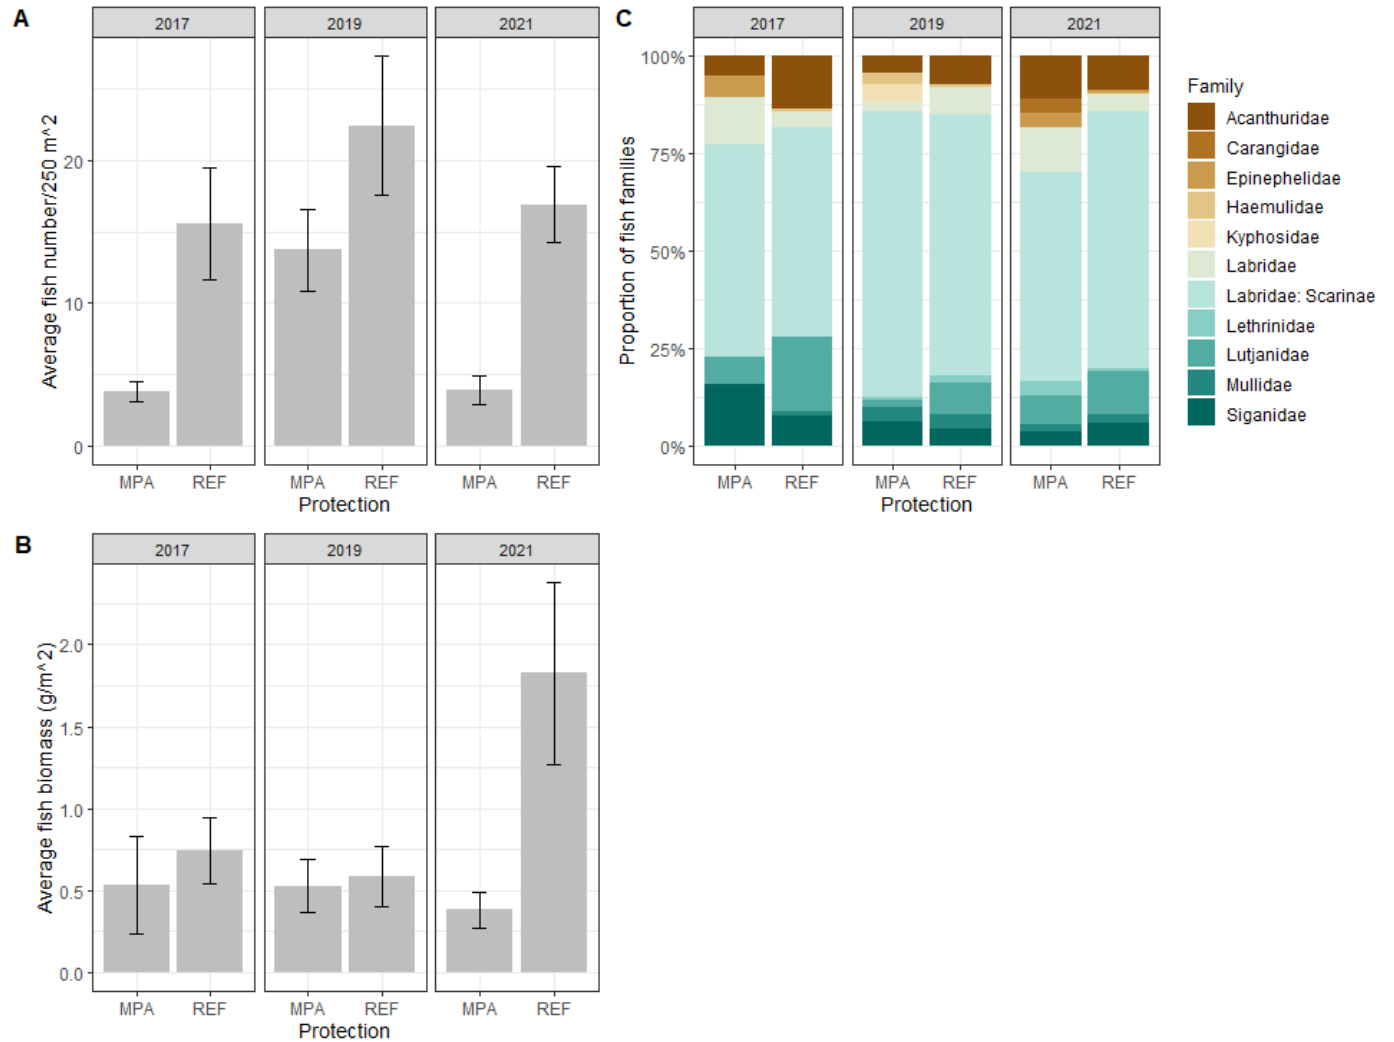 A
2017
2019
2021
Average fish number/250 m^2
20
10
0
MPA
REF
MPA
REF
MPA
REF
Protection
B
2017
2019
2021
Average fish biomass (g/m^2)
2.0
1.5
1.0
0.5
0.0
MPA
REF
MPA
REF
MPA
REF
Protection
C
2017
2019
2021
Proportion of fish families
100%
75%
50%
25%
0%
MPA
REF
MPA
REF
MPA
REF
Protection
Family
Acanthuridae
Carangidae
Epinephelidae
Haemulidae
Kyphosidae
Labridae
Labridae: Scarinae
Lethrinidae
Lutjanidae
Mullidae
Siganidae